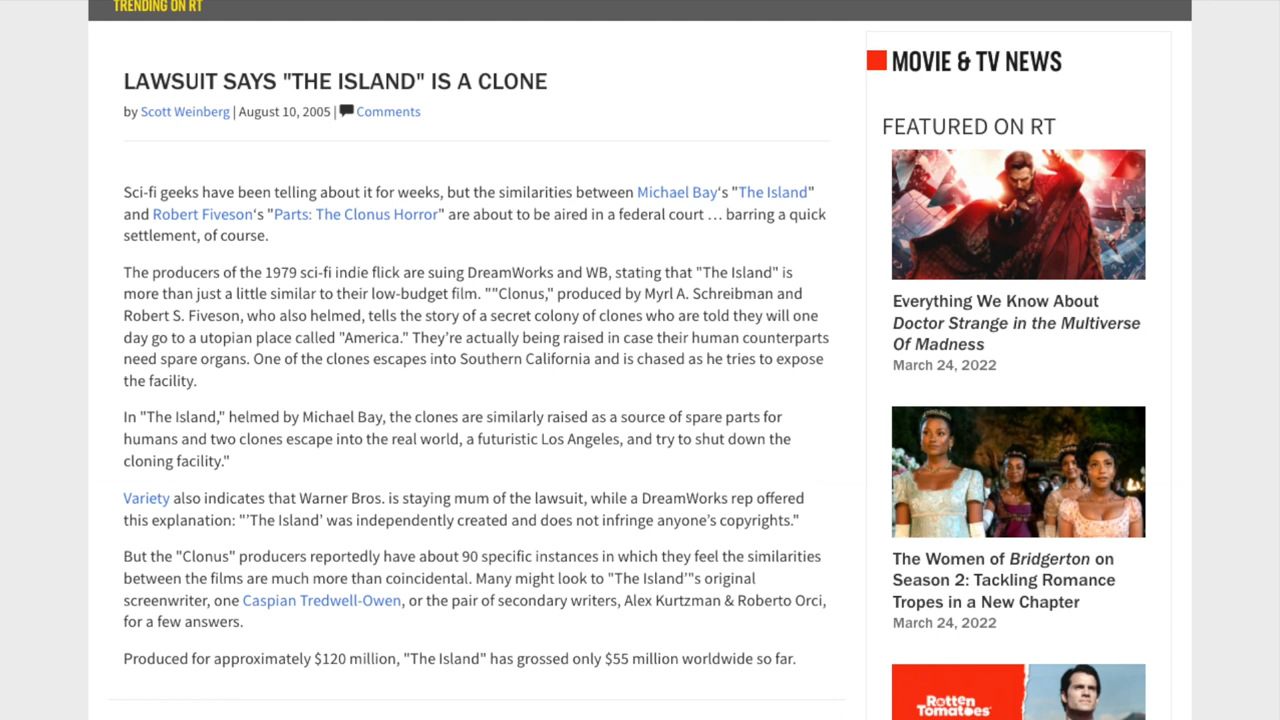 TRENDING ON RT
LAWSUIT SAYS "THE ISLAND" IS A CLONE
by Scott Weinberg | August 10, 2005 | Comments
Sci-fi geeks have been telling about it for weeks, but the similarities between Michael Bay‘s "The Island"
and Robert Fiveson‘s "Parts: The Clonus Horror" are about to be aired in a federal court … barring a quick
settlement, of course.
The producers of the 1979 sci-fi indie flick are suing DreamWorks and WB, stating that "The Island" is
more than just a little similar to their low-budget film. ""Clonus," produced by Myrl A. Schreibman and
Robert S. Fiveson, who also helmed, tells the story of a secret colony of clones who are told they will one
day go to a utopian place called "America." They’re actually being raised in case their human counterparts
need spare organs. One of the clones escapes into Southern California and is chased as he tries to expose
the facility.
In "The Island," helmed by Michael Bay, the clones are similarly raised as a source of spare parts for
humans and two clones escape into the real world, a futuristic Los Angeles, and try to shut down the
cloning facility."
Variety also indicates that Warner Bros. is staying mum of the lawsuit, while a DreamWorks rep offered
this explanation: "’The Island’ was independently created and does not infringe anyone’s copyrights."
But the "Clonus" producers reportedly have about 90 specific instances in which they feel the similarities
between the films are much more than coincidental. Many might look to "The Island’"s original
screenwriter, one Caspian Tredwell-Owen, or the pair of secondary writers, Alex Kurtzman & Roberto Orci,
for a few answers.
Produced for approximately $120 million, "The Island" has grossed only $55 million worldwide so far.
MOVIE & TV NEWS
FEATURED ON RT
Everything We Know About
Doctor Strange in the Multiverse
Of Madness
March 24, 2022
The Women of Bridgerton on
Season 2: Tackling Romance
Tropes in a New Chapter
March 24, 2022
Rotten
Tomatoes